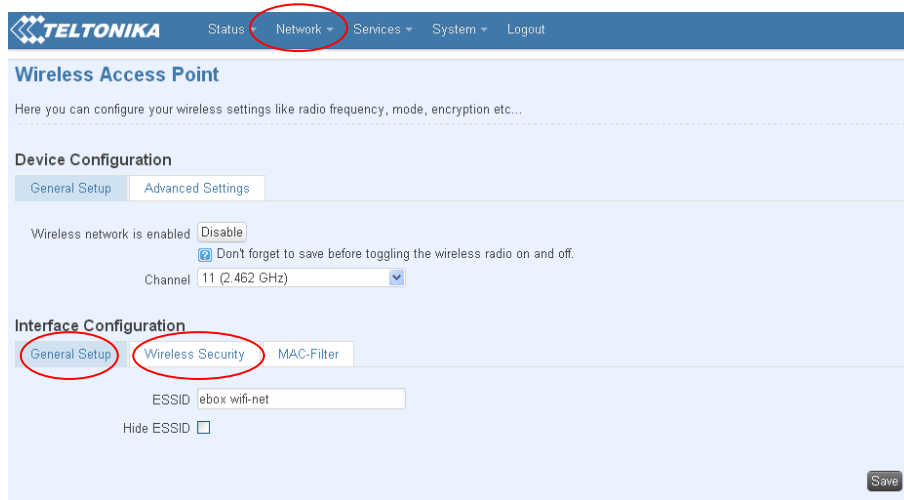 TELTONIKA Status Network Services System Logout
Wireless Access Point
Here you can configure your wireless settings like radio frequency, mode, encryption etc...
Device Configuration
General Setup Advanced Settings
Wireless network is enabled Disable
? Don't forget to save before toggling the wireless radio on and off.
Channel 11 (2.462 GHz)
Interface Configuration
General Setup Wireless Security MAC-Filter
ESSID ebox wifi-net
Hide ESSID
Save